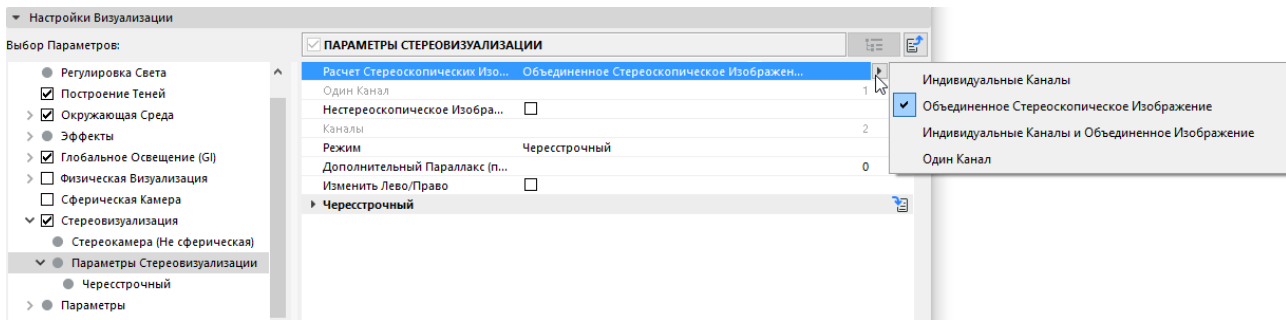 Настройки Визуализации
Выбор Параметров:
Регулировка Света
Построение Теней
Окружающая Среда
Эффекты
Глобальное Освещение (GI)
Физическая Визуализация
Сферическая Камера
Стереовизуализация
Стереокамера (Не сферическая)
Параметры Стереовизуализации
Чересстрочный
Параметры
ПАРАМЕТРЫ СТЕРЕОВИЗУАЛИЗАЦИИ
Расчет Стереоскопических Изо... Объединенное Стереоскопическое Изображен...
Один Канал 1
Нестереоскопическое Изобра...
Каналы 2
Режим Чересстрочный
Дополнительный Параллакс (п... 0
Изменить Лево/Право
Чересстрочный
Индивидуальные Каналы
Объединенное Стереоскопическое Изображение
Индивидуальные Каналы и Объединенное Изображение
Один Канал